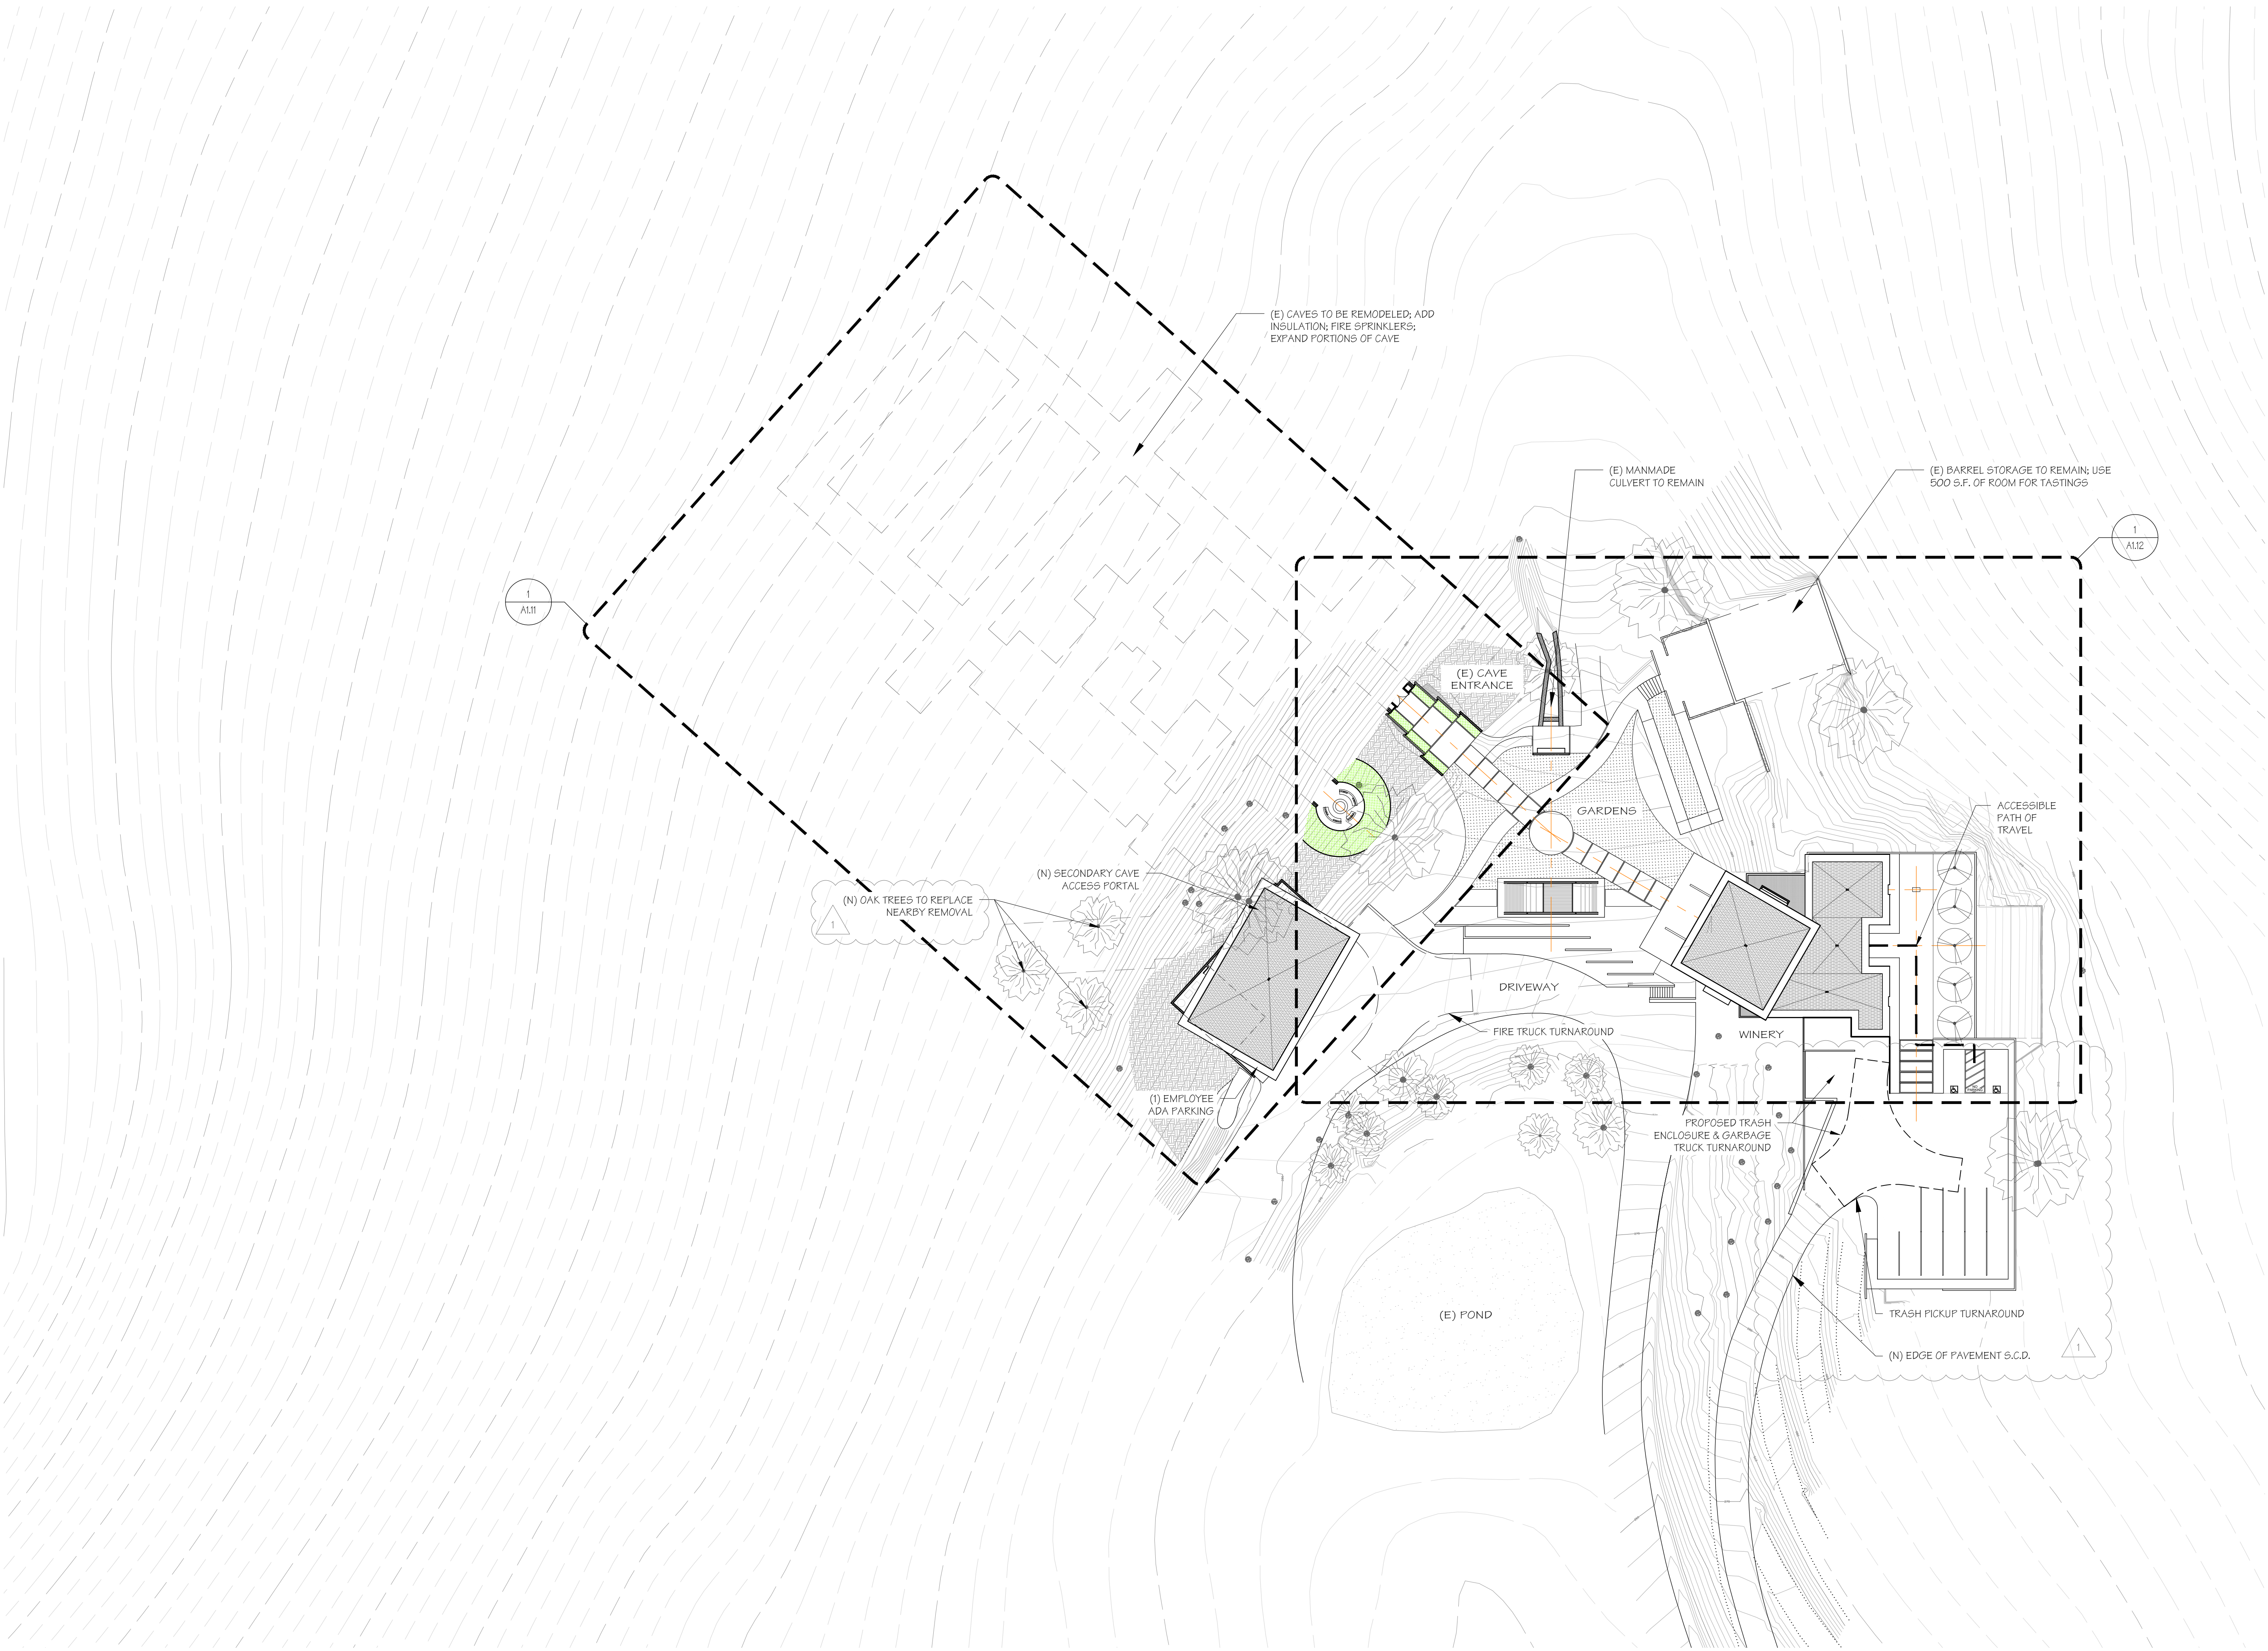 (E) CAVES TO BE REMODELED; ADD
INSULATION; FIRE SPRINKLERS;
EXPAND PORTIONS OF CAVE
(E) MANMADE
CULVERT TO REMAIN
(E) BARREL STORAGE TO REMAIN; USE
500 S.F. OF ROOM FOR TASTINGS
1
A1.12
1
A1.11
(E) CAVE
ENTRANCE
GARDENS
ACCESSIBLE
PATH OF
TRAVEL
(N) SECONDARY CAVE
ACCESS PORTAL
(N) OAK TREES TO REPLACE
NEARBY REMOVAL
1
DRIVEWAY
FIRE TRUCK TURNAROUND
WINERY
(1) EMPLOYEE
ADA PARKING
PROPOSED TRASH
ENCLOSURE & GARBAGE
TRUCK TURNAROUND
(E) POND
TRASH PICKUP TURNAROUND
(N) EDGE OF PAVEMENT S.C.D.
1